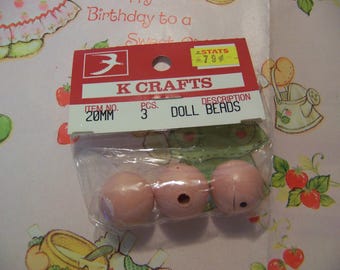 Birthday to a
STATS
.79¢
K CRAFTS
ITEM NO. PCS. DESCRIPTION
20MM 3 DOLL BEADS